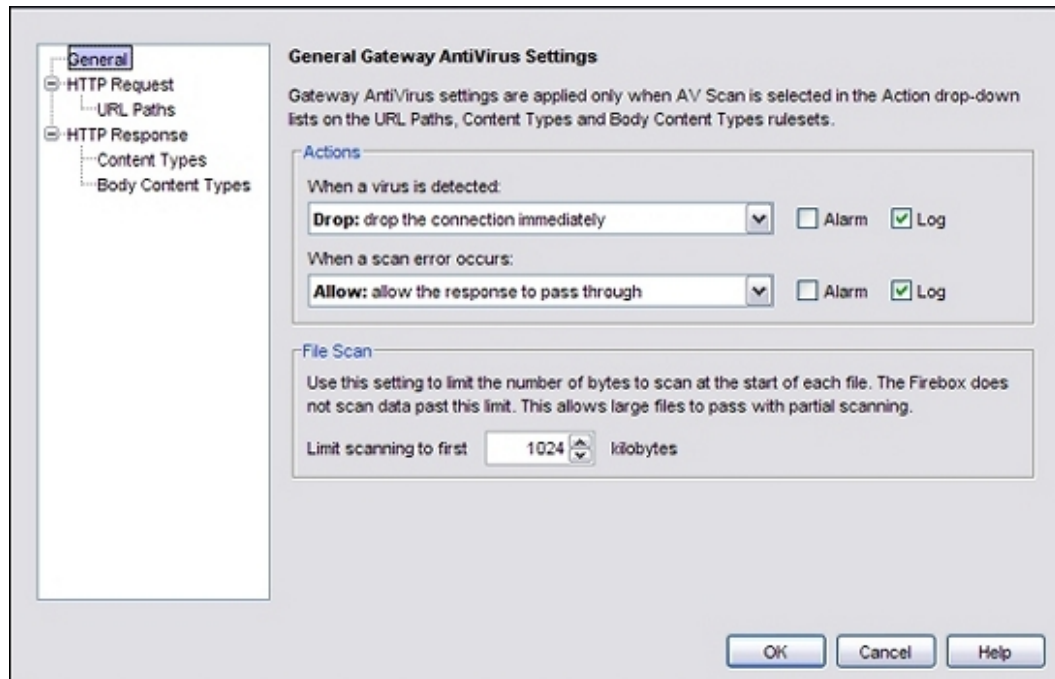 General
HTTP Request
URL Paths
HTTP Response
Content Types
Body Content Types
General Gateway AntiVirus Settings
Gateway AntiVirus settings are applied only when AV Scan is selected in the Action drop-down
lists on the URL Paths, Content Types and Body Content Types rulesets.
Actions
When a virus is detected:
Drop: drop the connection immediately Alarm Log
When a scan error occurs:
Allow: allow the response to pass through Alarm Log
File Scan
Use this setting to limit the number of bytes to scan at the start of each file. The Firebox does
not scan data past this limit. This allows large files to pass with partial scanning.
Limit scanning to first 1024 kilobytes
OK Cancel Help